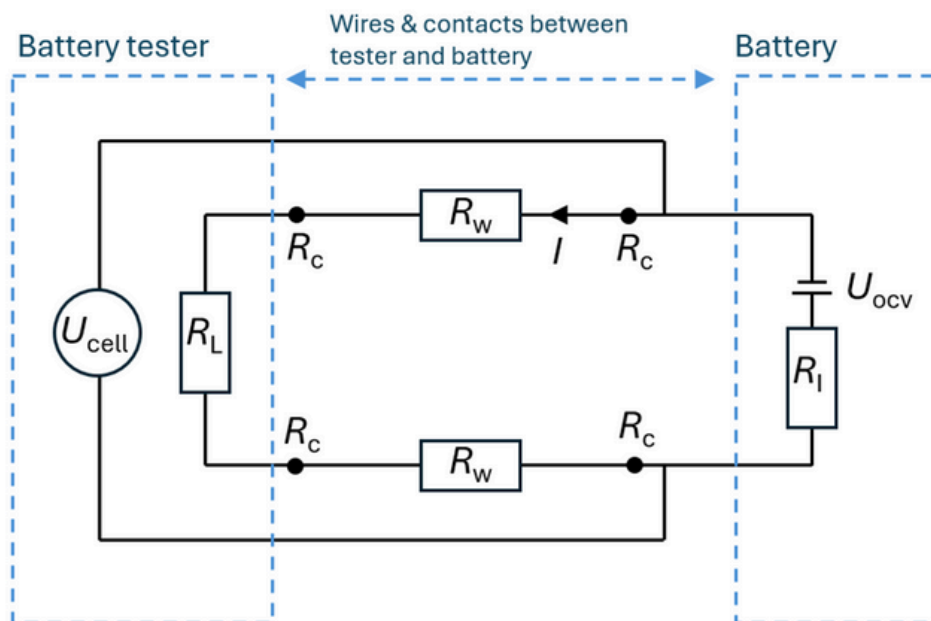 Battery tester
Wires & contacts between
tester and battery
Battery
R_w
R_c
I
R_c
U_ocv
U_cell
R_L
R_I
R_c
R_w
R_c